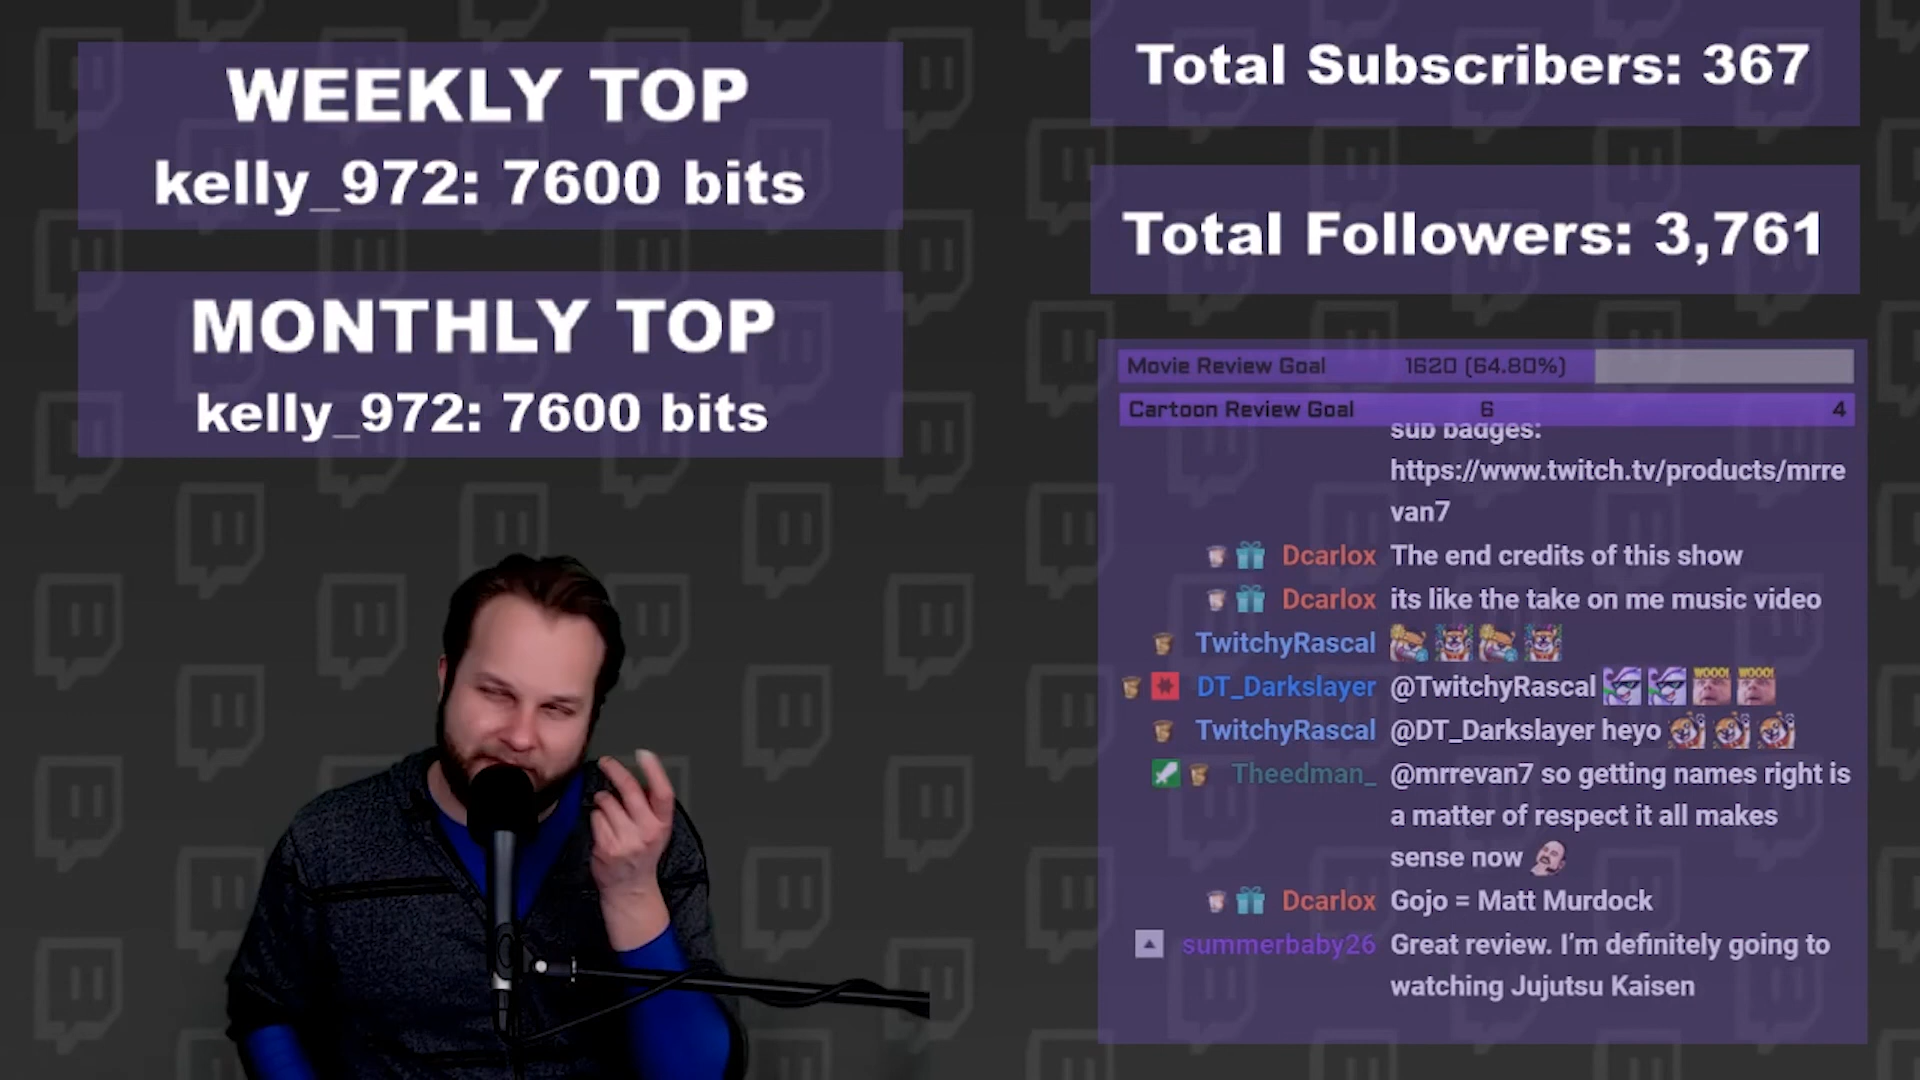 WEEKLY TOP
kelly_972: 7600 bits
MONTHLY TOP
kelly_972: 7600 bits
Total Subscribers: 367
Total Followers: 3,761
Movie Review Goal 1620 (64.80%)
Cartoon Review Goal 6 4
sub badges:
https://www.twitch.tv/products/mrre
van7
Dcarlox The end credits of this show
Dcarlox its like the take on me music video
TwitchyRascal
DT_Darkslayer @TwitchyRascal WOOO! WOOO!
TwitchyRascal @DT_Darkslayer heyo
Theedman_ @mrrevan7 so getting names right is
a matter of respect it all makes
sense now
Dcarlox Gojo = Matt Murdock
summerbaby26 Great review. I'm definitely going to
watching Jujutsu Kaisen